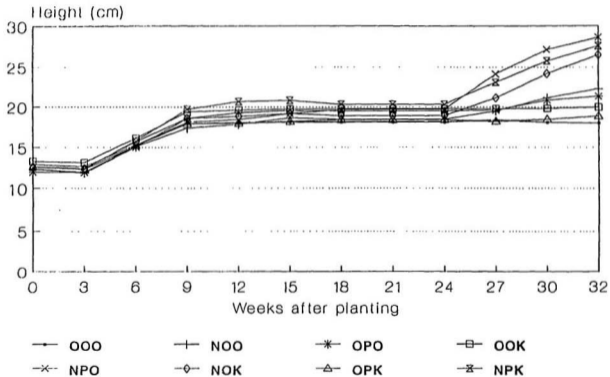 Height (cm)
30
25
20
15
10
5
0
0 3 6 9 12 15 18 21 24 27 30 32
Weeks after planting
OOO NOO OPO OOK
NPO NOK OPK NPK